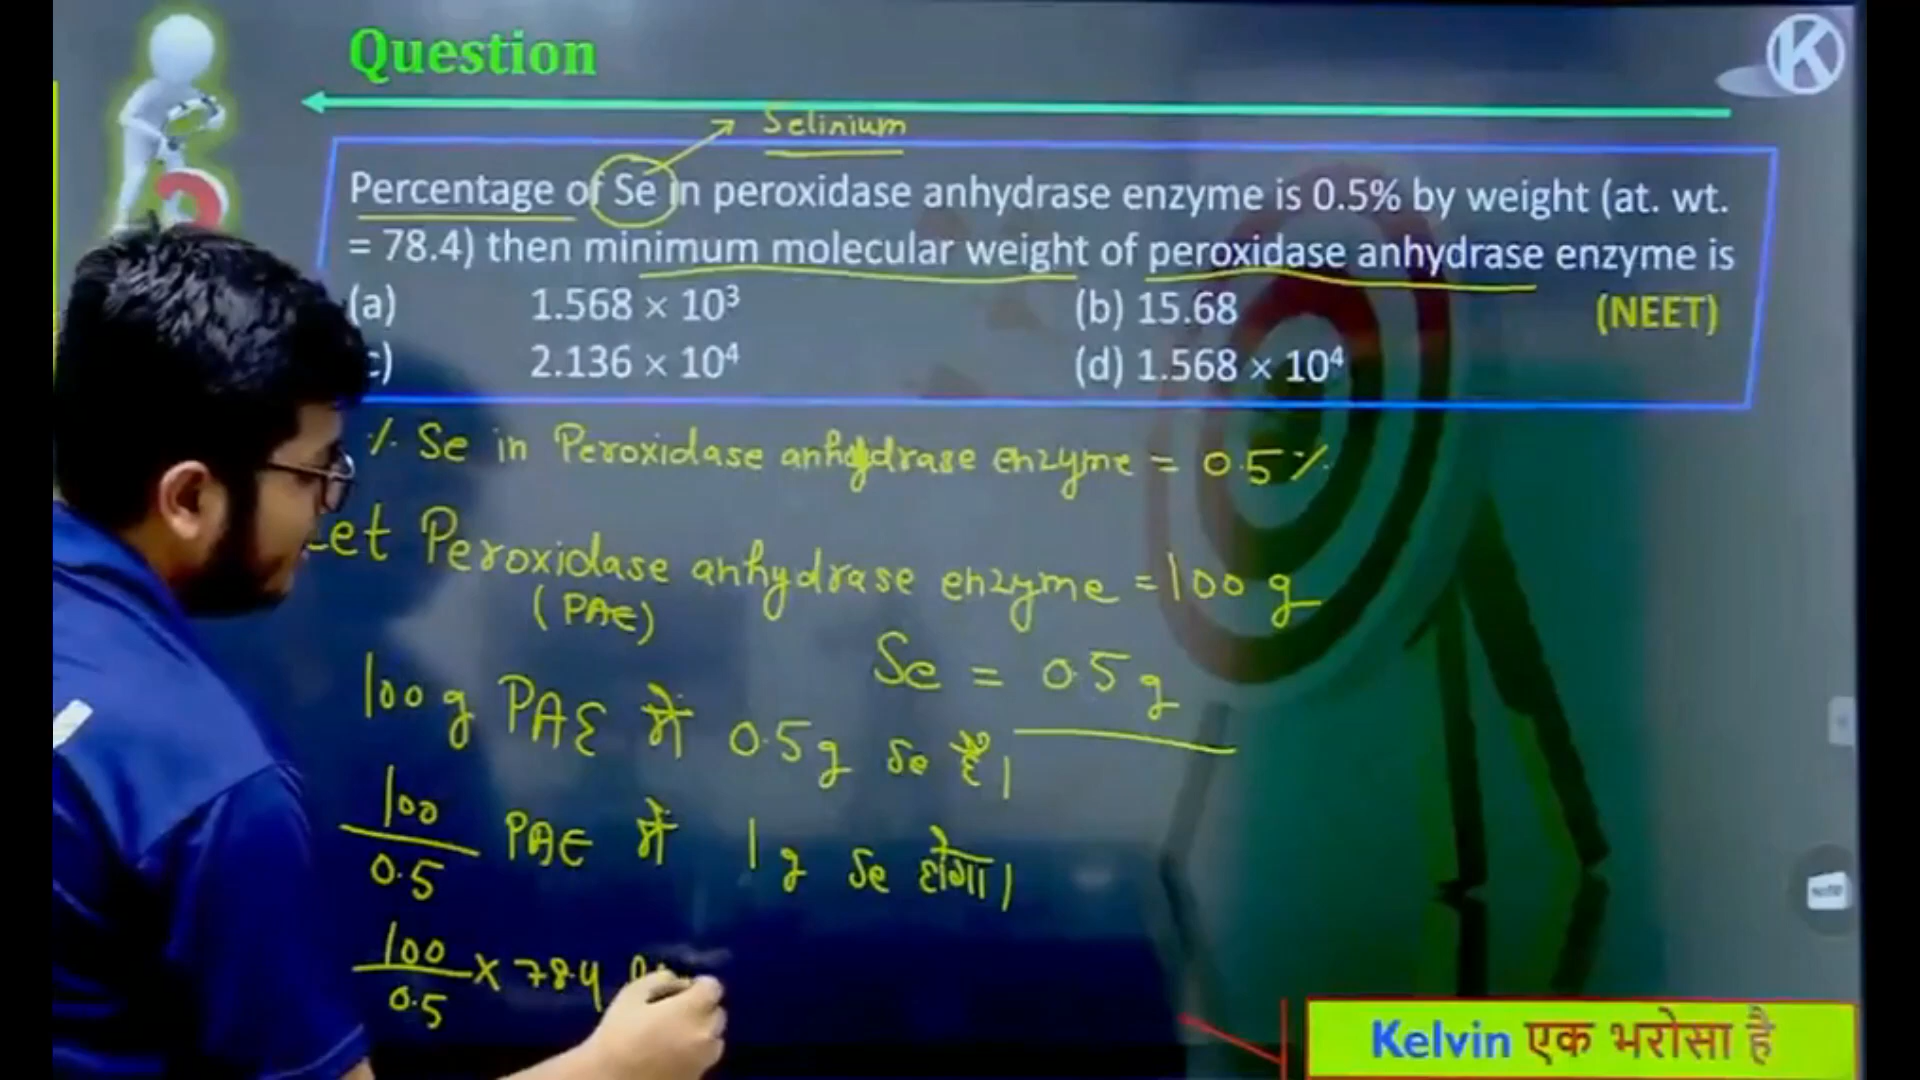 Question
K
Selinium
Percentage of Se in peroxidase anhydrase enzyme is 0.5% by weight (at. wt.
= 78.4) then minimum molecular weight of peroxidase anhydrase enzyme is
(a) 1.568 × 10³ (b) 15.68 (NEET)
c) 2.136 × 10⁴ (d) 1.568 × 10⁴
% Se in Peroxidase anhydrase enzyme = 0.5%
et Peroxidase anhydrase enzyme = 100 g
(PAE)
Se = 0.5 g
100 g PAE में 0.5 g Se है।
100/0.5 PAE में 1 g Se होगा।
100/0.5 × 78.4
Kelvin एक भरोसा है